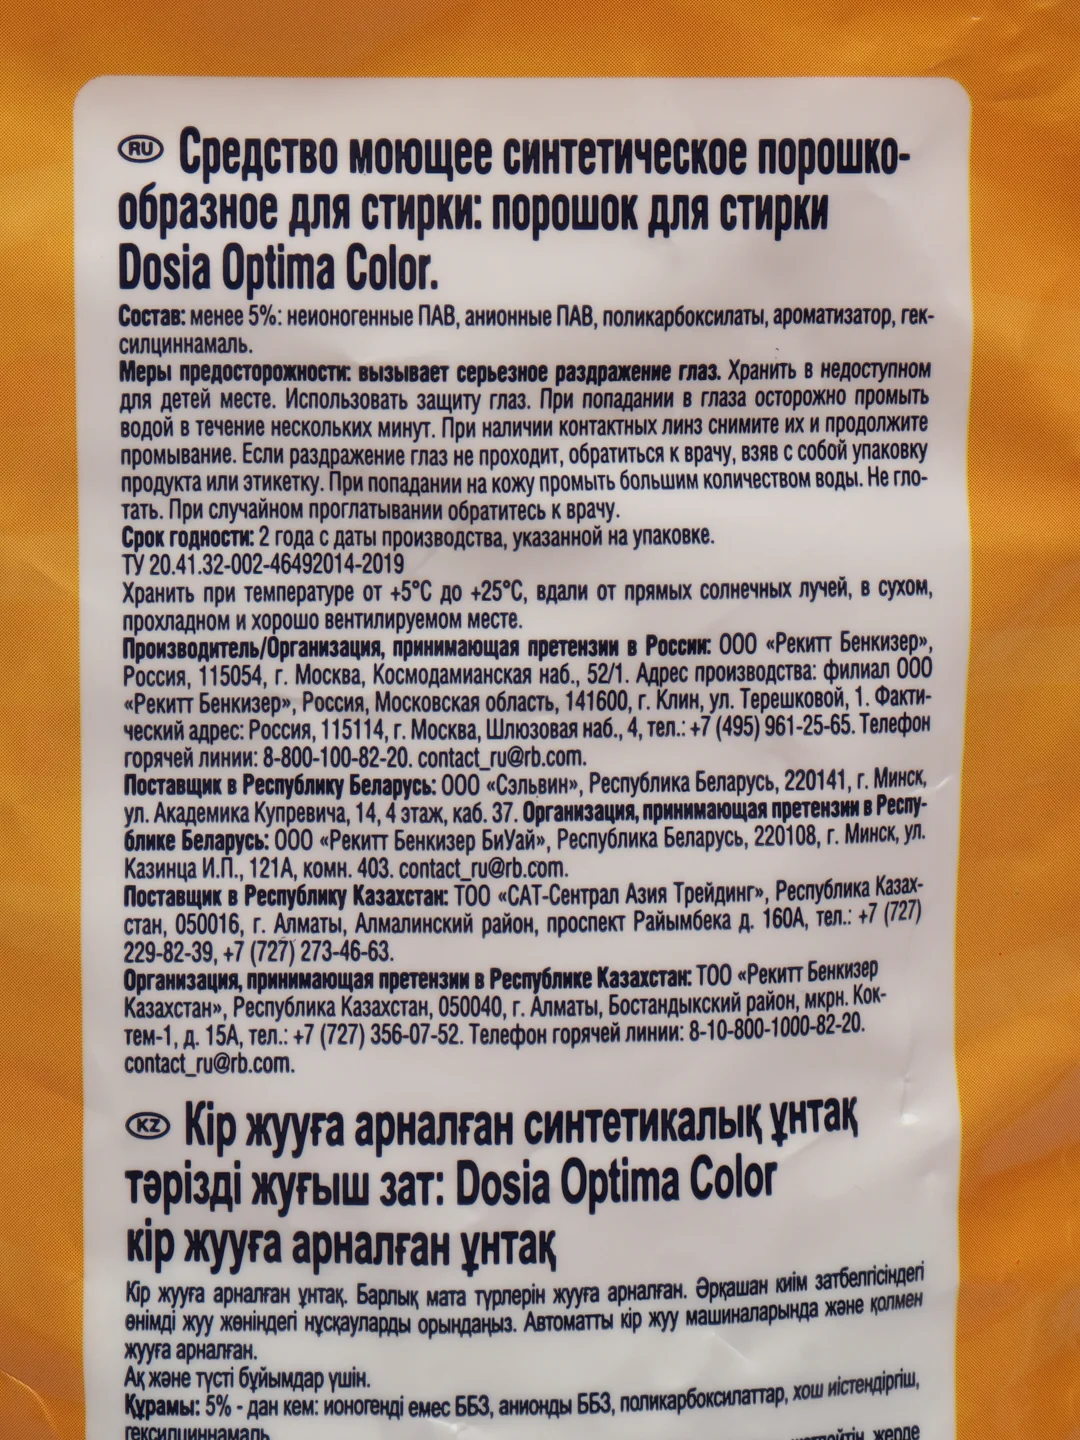 RU Средство моющее синтетическое порошко-
образное для стирки: порошок для стирки
Dosia Optima Color.
Состав: менее 5%: неионогенные ПАВ, анионные ПАВ, поликарбоксилаты, ароматизатор, гек-
силциннамаль.
Меры предосторожности: вызывает серьезное раздражение глаз. Хранить в недоступном
для детей месте. Использовать защиту глаз. При попадании в глаза осторожно промыть
водой в течение нескольких минут. При наличии контактных линз снимите их и продолжите
промывание. Если раздражение глаз не проходит, обратиться к врачу, взяв с собой упаковку
продукта или этикетку. При попадании на кожу промыть большим количеством воды. Не гло-
тать. При случайном проглатывании обратитесь к врачу.
Срок годности: 2 года с даты производства, указанной на упаковке.
ТУ 20.41.32-002-46492014-2019
Хранить при температуре от +5°C до +25°C, вдали от прямых солнечных лучей, в сухом,
прохладном и хорошо вентилируемом месте.
Производитель/Организация, принимающая претензии в России: ООО «Рекитт Бенкизер»,
Россия, 115054, г. Москва, Космодамианская наб., 52/1. Адрес производства: филиал ООО
«Рекитт Бенкизер», Россия, Московская область, 141600, г. Клин, ул. Терешковой, 1. Факти-
ческий адрес: Россия, 115114, г. Москва, Шлюзовая наб., 4, тел.: +7 (495) 961-25-65. Телефон
горячей линии: 8-800-100-82-20. contact_ru@rb.com.
Поставщик в Республику Беларусь: ООО «Сэльвин», Республика Беларусь, 220141, г. Минск,
ул. Академика Купревича, 14, 4 этаж, каб. 37. Организация, принимающая претензии в Респу-
блике Беларусь: ООО «Рекитт Бенкизер БиУай», Республика Беларусь, 220108, г. Минск, ул.
Казинца И.П., 121А, комн. 403. contact_ru@rb.com.
Поставщик в Республику Казахстан: ТОО «САТ-Сентрал Азия Трейдинг», Республика Казах-
стан, 050016, г. Алматы, Алмалинский район, проспект Райымбека д. 160А, тел.: +7 (727)
229-82-39, +7 (727) 273-46-63.
Организация, принимающая претензии в Республике Казахстан: ТОО «Рекитт Бенкизер
Казахстан», Республика Казахстан, 050040, г. Алматы, Бостандыкский район, мкрн. Кок-
тем-1, д. 15А, тел.: +7 (727) 356-07-52. Телефон горячей линии: 8-10-800-1000-82-20.
contact_ru@rb.com.
KZ Кір жууға арналған синтетикалық ұнтақ
тәрізді жуғыш зат: Dosia Optima Color
кір жууға арналған ұнтақ
Кір жууға арналған ұнтақ. Барлық мата түрлерін жууға арналған. Әрқашан киім затбелгісіндегі
өнімді жуу жөніндегі нұсқауларды орындаңыз. Автоматты кір жуу машиналарында және қолмен
жууға арналған.
Ақ және түсті бұйымдар үшін.
Құрамы: 5% - дан кем: ионогенді емес ББЗ, анионды ББЗ, поликарбоксилаттар, хош иістендіргіш,
гексилциннамаль.
жерде